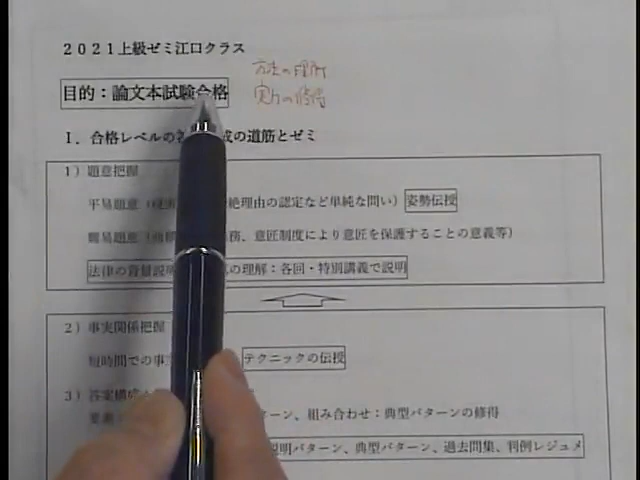 2021上級ゼミ江口クラス
目的：論文本試験合格
方法の理解
実力の修得
I．合格レベルの答 成の道筋とゼミ
1）題意把握
平易題意（ 絶理由の認定など単純な問い）姿勢伝授
難易題意（ 務、意匠制度により意匠を保護することの意義等）
法律の背景説明 の理解：各回・特別講義で説明
2）事実関係把握
短時間での事 テクニックの伝授
3）答案構成
ターン、組み合わせ：典型パターンの修得
説明パターン、典型パターン、過去問集、判例レジュメ